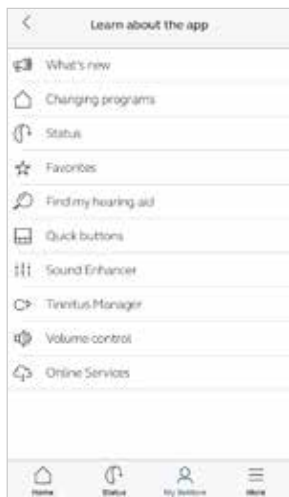 Learn about the app
What's new
Changing programs
Status
Favorites
Find my hearing aid
Quick buttons
Sound Enhancer
Tinnitus Manager
Volume control
Online Services
Home Status My ReSound More